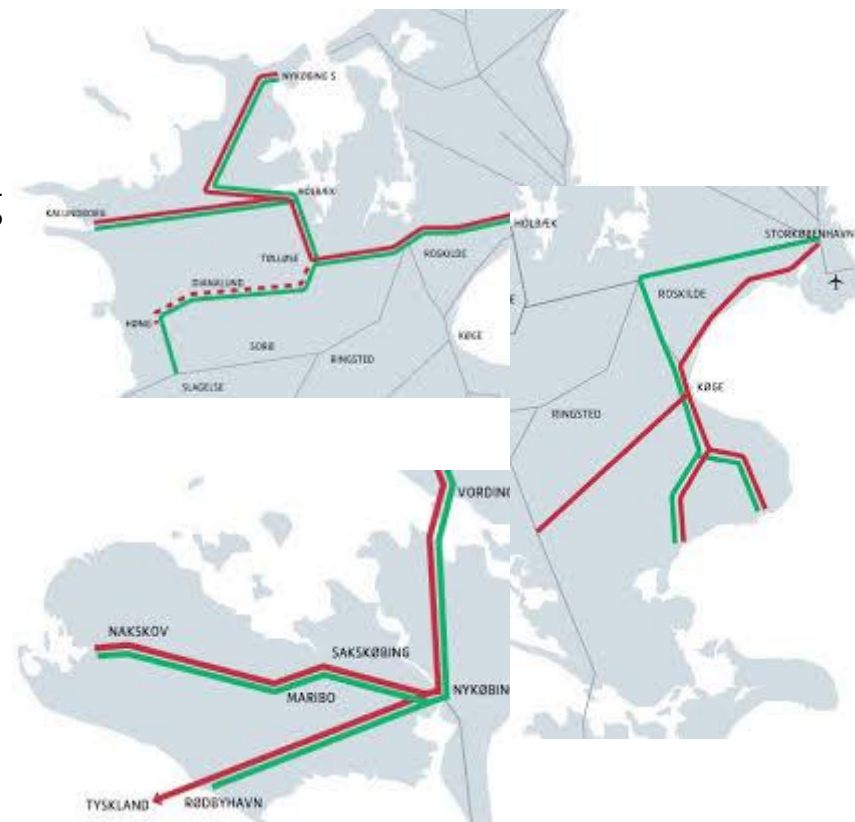 NYKØBING S
HOLBÆK
KALUNDBORG
TØLLØSE
ROSKILDE
DIANALUND
HØNG
SORØ
RINGSTED
KØGE
SLAGELSE
HOLBÆK
STORKØBENHAVN
ROSKILDE
KØGE
RINGSTED
VORDING
NAKSKOV
SAKSKØBING
MARIBO
NYKØBING
TYSKLAND
RØDBYHAVN